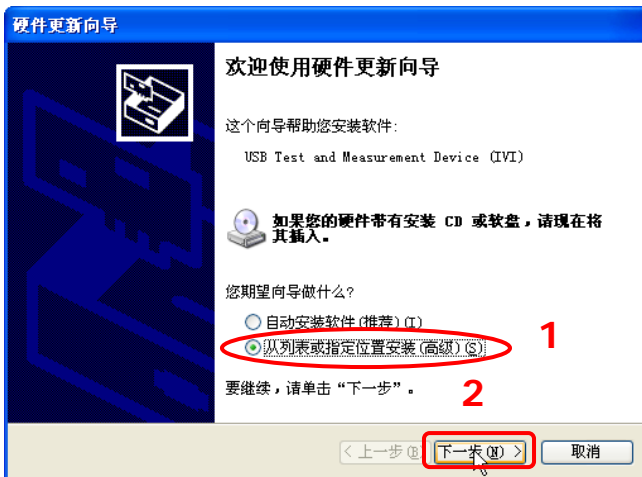 硬件更新向导
欢迎使用硬件更新向导
这个向导帮助您安装软件:
USB Test and Measurement Device (IVI)
如果您的硬件带有安装 CD 或软盘，请现在将
其插入。
您期望向导做什么?
自动安装软件(推荐)(I)
从列表或指定位置安装(高级)(S)
1
要继续，请单击“下一步”。
2
< 上一步(B) 下一步(N) > 取消